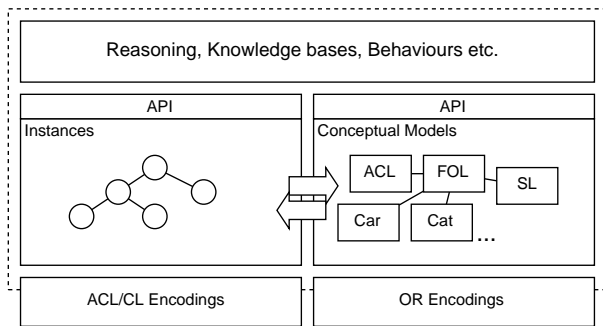 Reasoning, Knowledge bases, Behaviours etc.
API
API
Instances
Conceptual Models
ACL
FOL
SL
Car
Cat
...
ACL/CL Encodings
OR Encodings